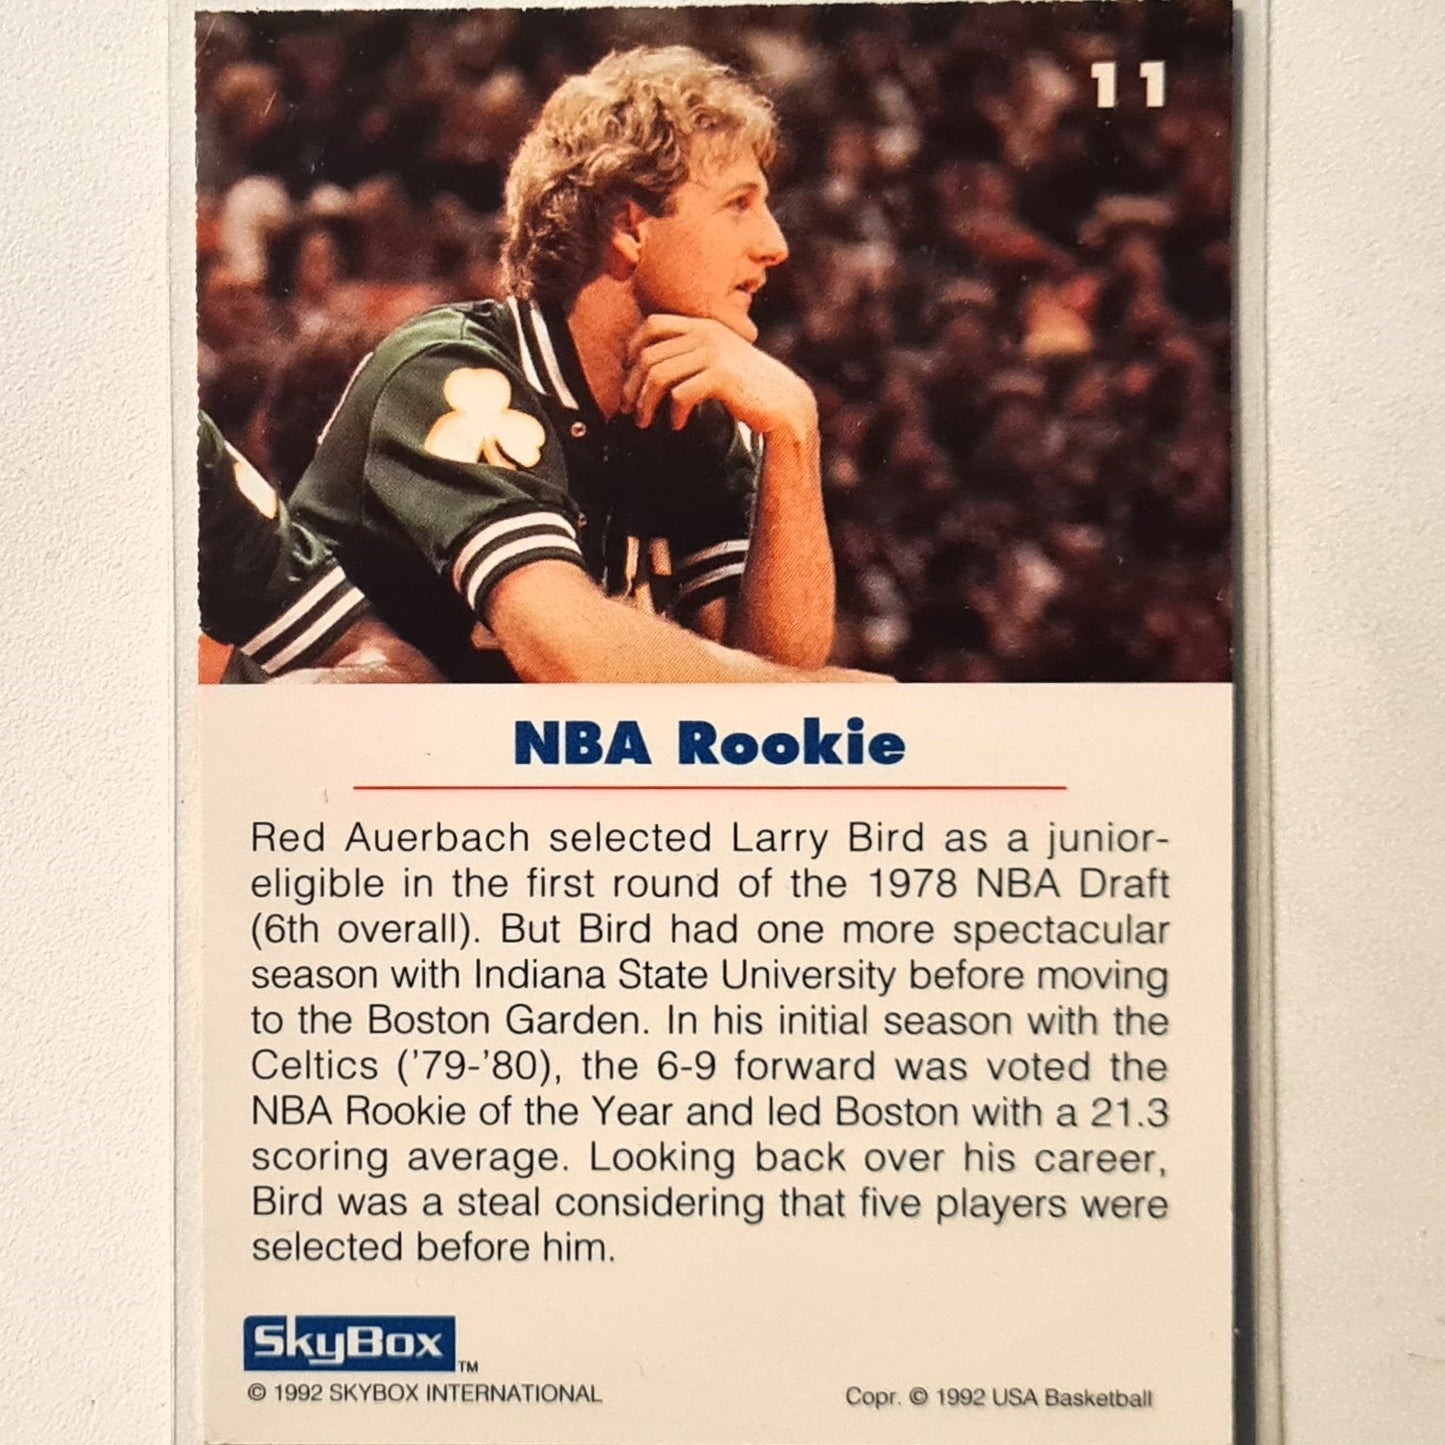 11
NBA Rookie
Red Auerbach selected Larry Bird as a junior-
eligible in the first round of the 1978 NBA Draft
(6th overall). But Bird had one more spectacular
season with Indiana State University before moving
to the Boston Garden. In his initial season with the
Celtics ('79-'80), the 6-9 forward was voted the
NBA Rookie of the Year and led Boston with a 21.3
scoring average. Looking back over his career,
Bird was a steal considering that five players were
selected before him.
SkyBox™
© 1992 SKYBOX INTERNATIONAL
Copr. © 1992 USA Basketball